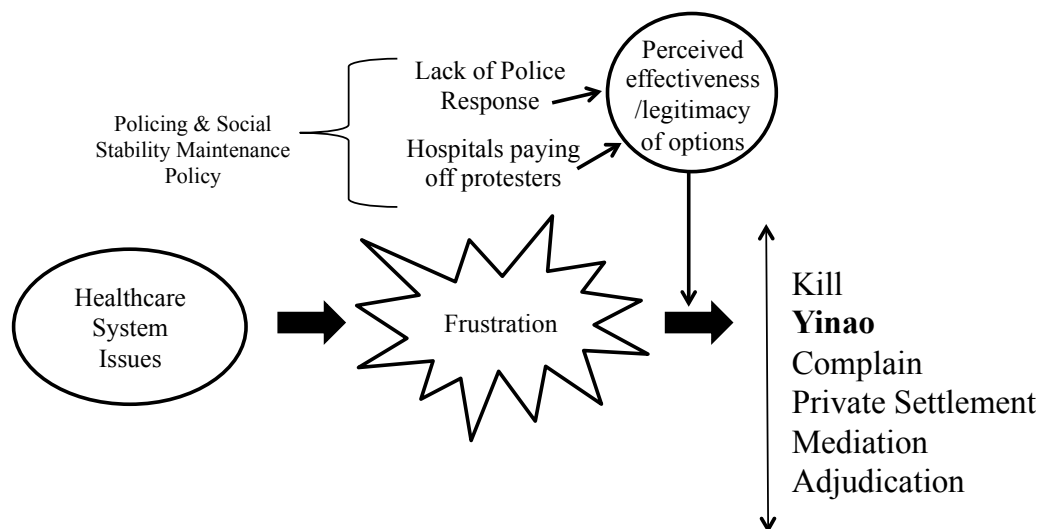 Policing & Social
Stability Maintenance
Policy
Lack of Police
Response
Hospitals paying
off protesters
Perceived
effectiveness
/legitimacy
of options
Healthcare
System
Issues
Frustration
Kill
Yinao
Complain
Private Settlement
Mediation
Adjudication